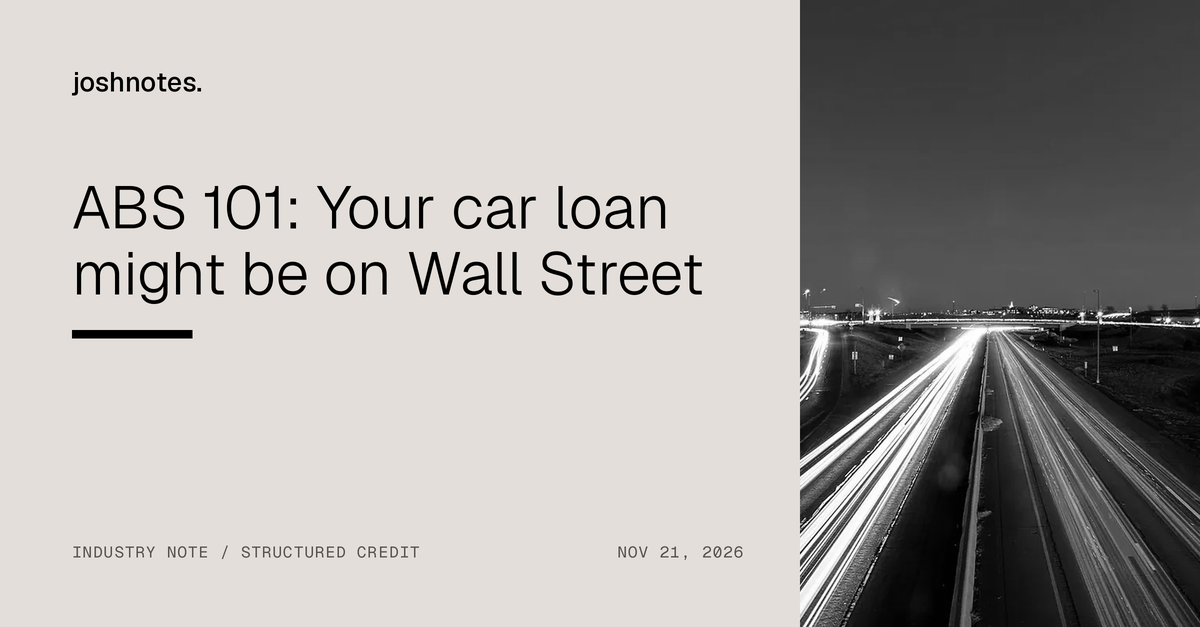 joshnotes.
ABS 101: Your car loan
might be on Wall Street
INDUSTRY NOTE / STRUCTURED CREDIT
NOV 21, 2026